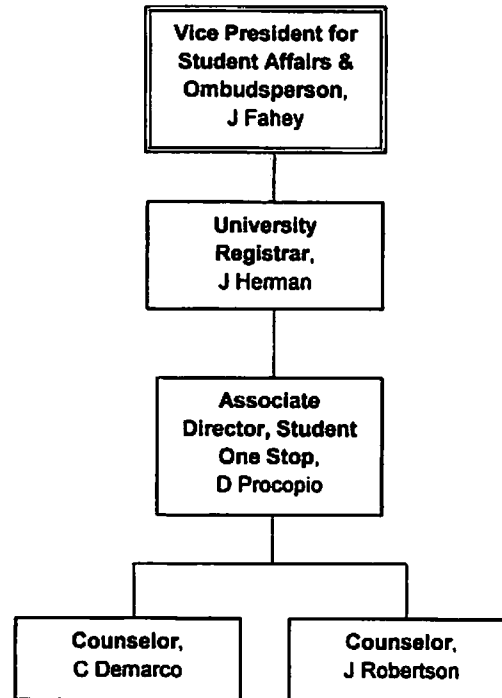 Vice President for
Student Affairs &
Ombudsperson,
J Fahey
University
Registrar,
J Herman
Associate
Director, Student
One Stop,
D Procopio
Counselor,
C Demarco
Counselor,
J Robertson